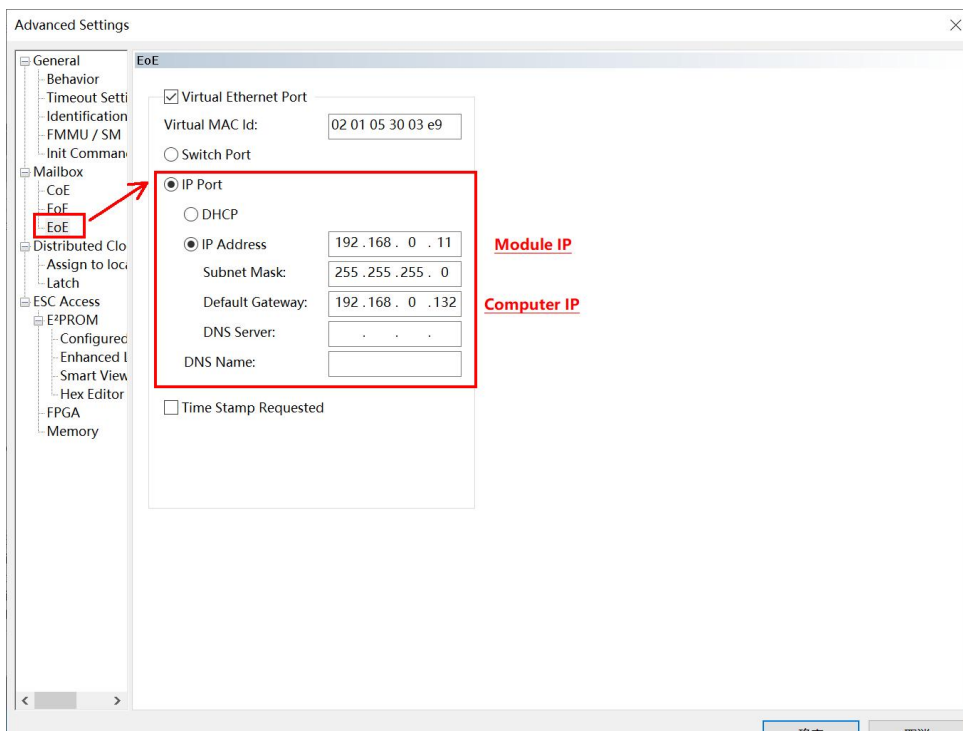 Advanced Settings
General
Behavior
Timeout Setti
Identification
FMMU / SM
Init Comman
Mailbox
CoE
FoE
EoE
Distributed Clo
Assign to loca
Latch
ESC Access
E²PROM
Configured
Enhanced L
Smart View
Hex Editor
FPGA
Memory
EoE
Virtual Ethernet Port
Virtual MAC Id: 02 01 05 30 03 e9
Switch Port
IP Port
DHCP
IP Address 192 . 168 . 0 . 11 Module IP
Subnet Mask: 255 . 255 . 255 . 0
Default Gateway: 192 . 168 . 0 . 132 Computer IP
DNS Server: . . .
DNS Name:
Time Stamp Requested